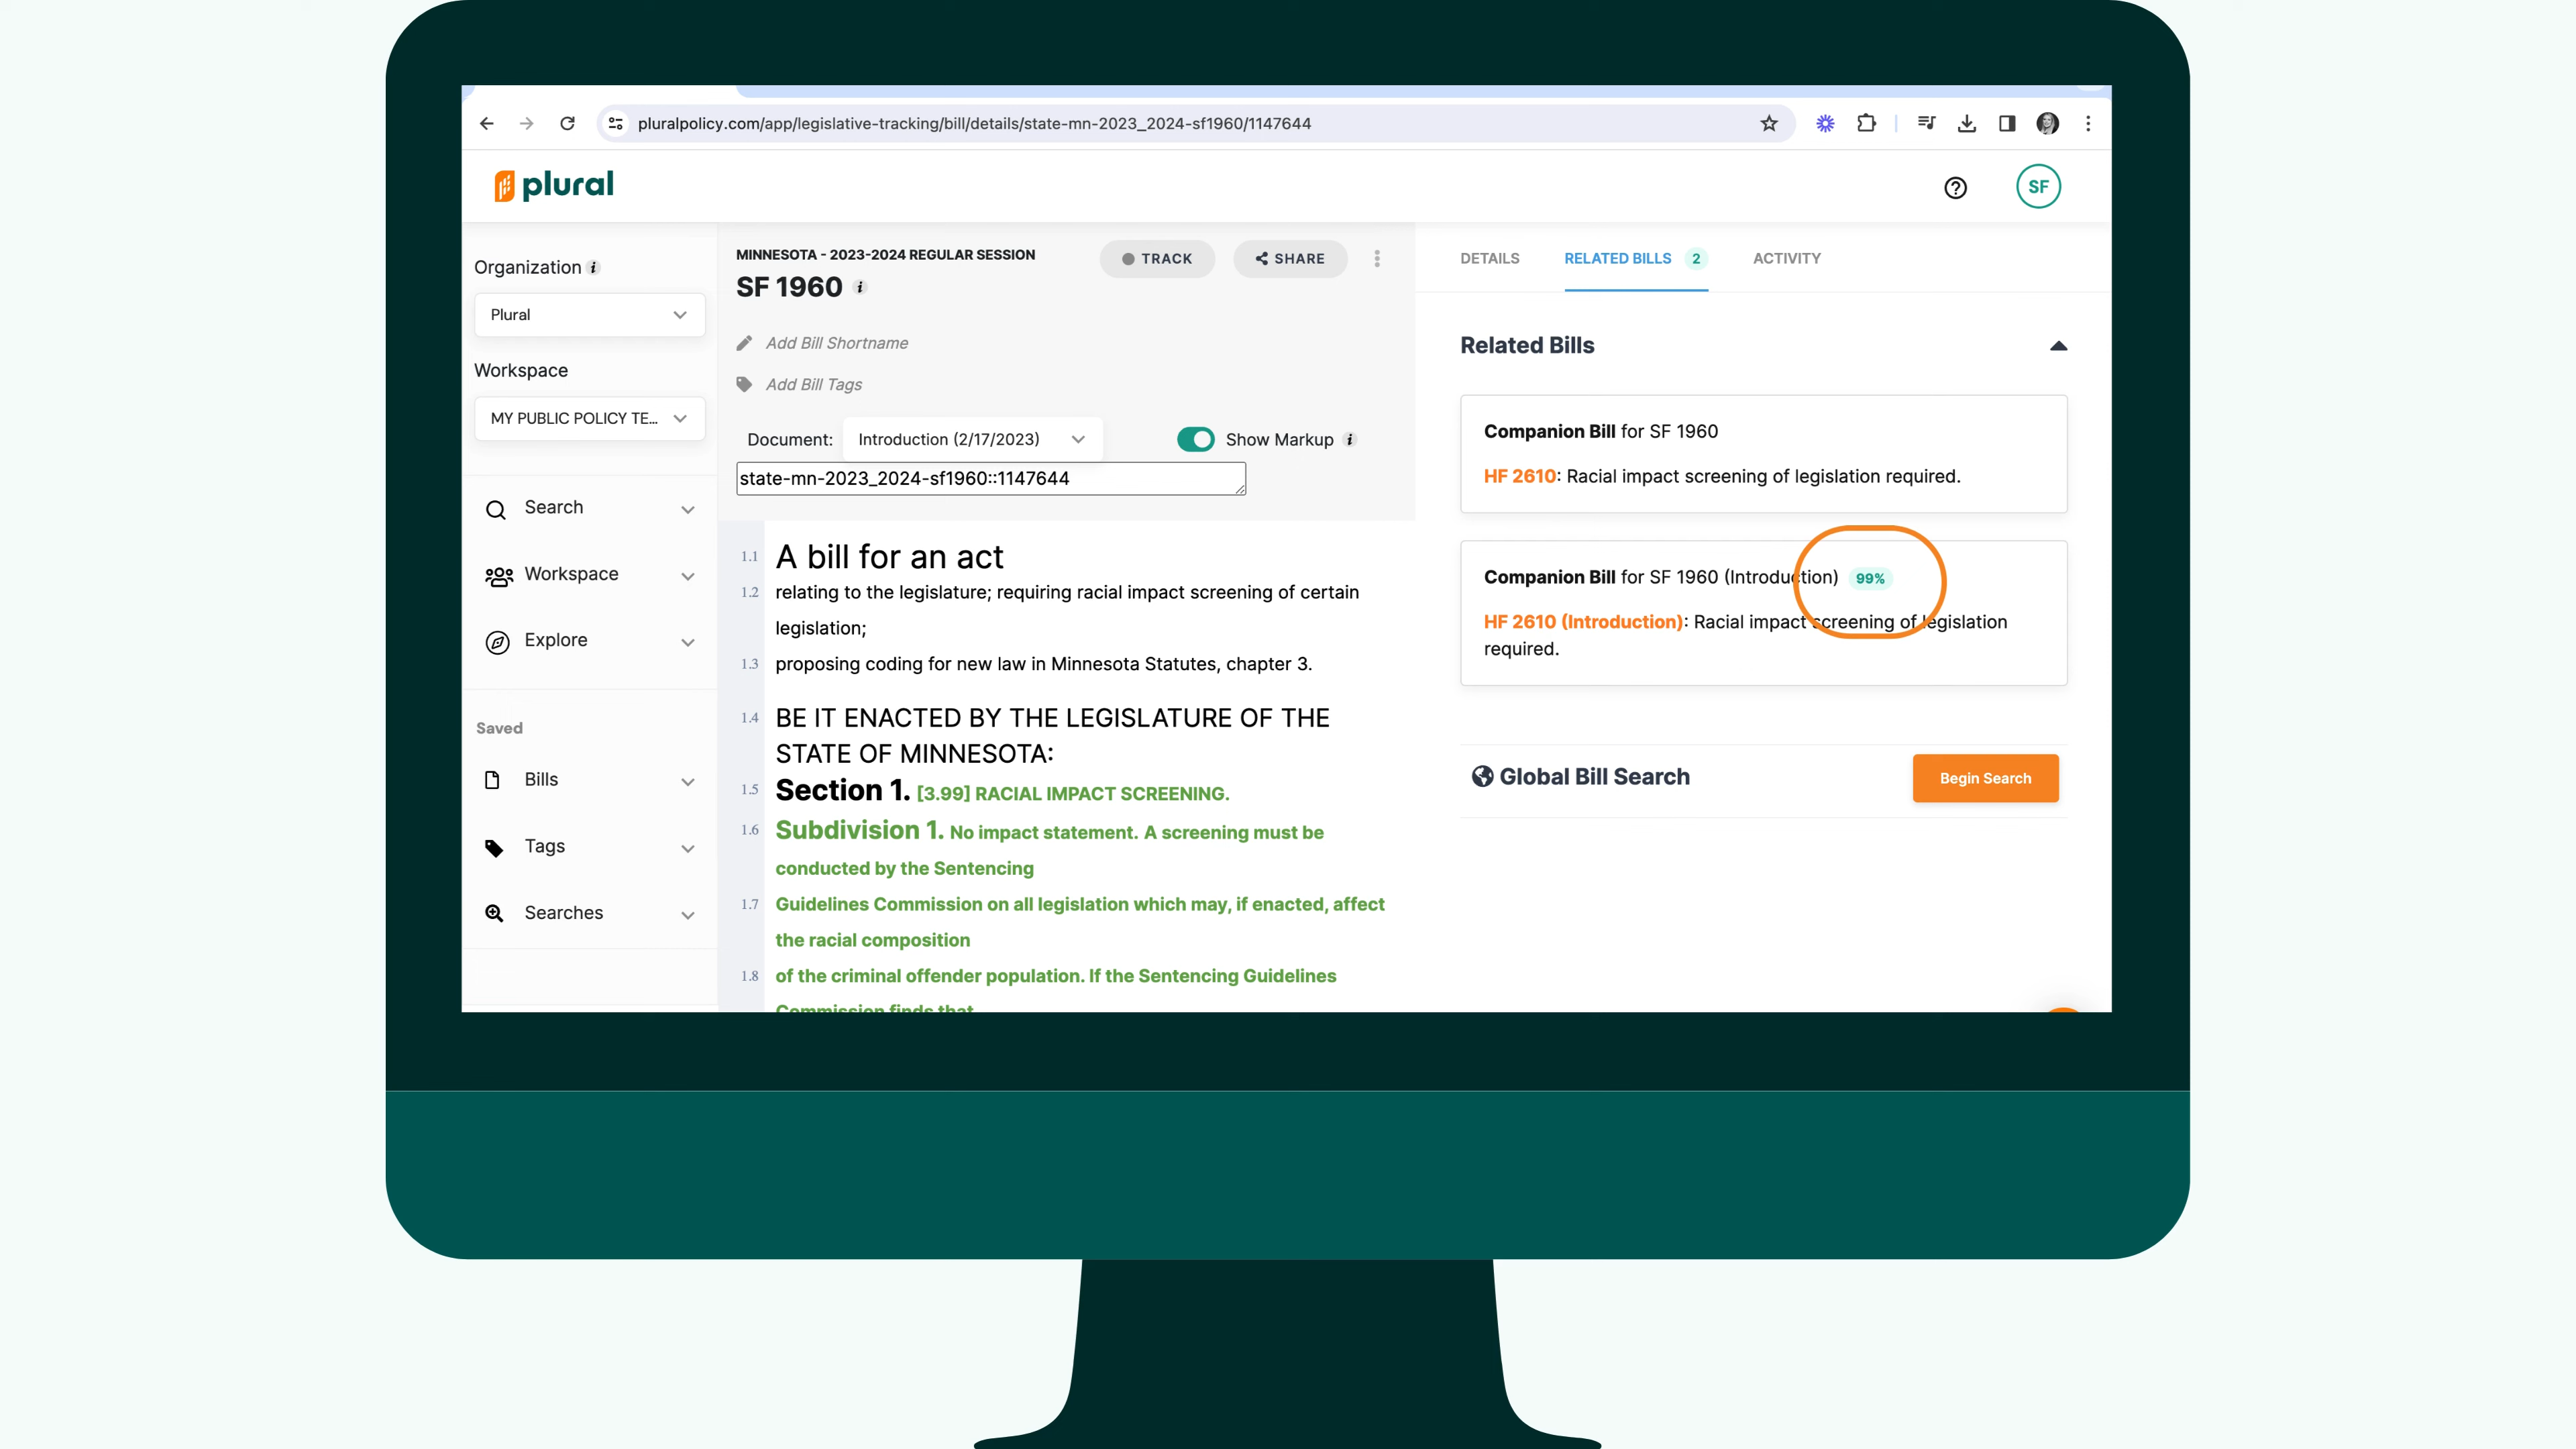 pluralpolicy.com/app/legislative-tracking/bill/details/state-mn-2023_2024-sf1960/1147644
plural
SF
Organization i
Plural
Workspace
MY PUBLIC POLICY TE...
Search
Workspace
Explore
Saved
Bills
Tags
Searches
MINNESOTA - 2023-2024 REGULAR SESSION
SF 1960 i
TRACK
SHARE
Add Bill Shortname
Add Bill Tags
Document: Introduction (2/17/2023)
Show Markup i
state-mn-2023_2024-sf1960::1147644
1.1 A bill for an act
1.2 relating to the legislature; requiring racial impact screening of certain
legislation;
1.3 proposing coding for new law in Minnesota Statutes, chapter 3.
1.4 BE IT ENACTED BY THE LEGISLATURE OF THE
STATE OF MINNESOTA:
1.5 Section 1. [3.99] RACIAL IMPACT SCREENING.
1.6 Subdivision 1. No impact statement. A screening must be
conducted by the Sentencing
1.7 Guidelines Commission on all legislation which may, if enacted, affect
the racial composition
1.8 of the criminal offender population. If the Sentencing Guidelines
Commission finds that
DETAILS
RELATED BILLS 2
ACTIVITY
Related Bills
Companion Bill for SF 1960
HF 2610: Racial impact screening of legislation required.
Companion Bill for SF 1960 (Introduction) 99%
HF 2610 (Introduction): Racial impact screening of legislation
required.
Global Bill Search
Begin Search